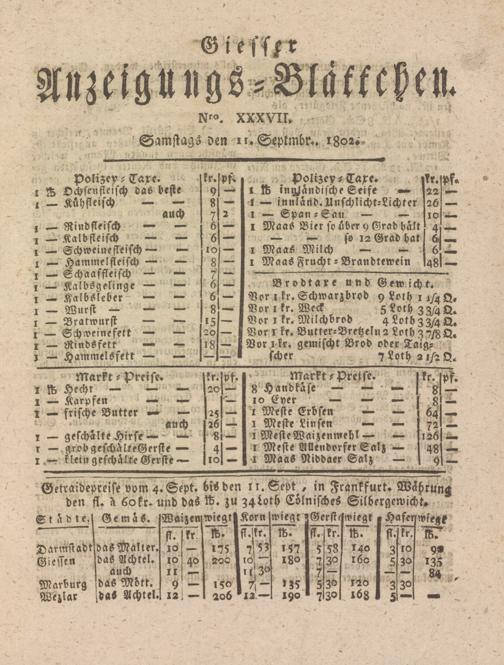 Giesser
Anzeigungs-Blättchen.
Nro. XXXVII.
Samstags den 11. Septmbr. 1802.
Polizey-Taxe. kr. pf.
1 ℔ Ochsenfleisch das beste 9 —
1 — Kühfleisch — — 8 —
auch 7 2
1 — Rindfleisch — — 6 —
1 — Kalbfleisch — — 6 —
1 — Schweinefleisch — — 10 —
1 — Hammelfleisch — — 8 —
1 — Schaaffleisch — — 7 —
1 — Kalbsgelinge — — 6 —
1 — Kalbsleber — — 6 —
1 — Wurst — — 8 —
1 — Bratwurst — — 15 —
1 — Schweinefett — — 20 —
1 — Rindsfett — — 18 —
1 — Hammelsfett — —
Polizey-Taxe. kr. pf.
1 ℔ innländische Seife — 22 —
1 — innländ. Unschlicht-Lichter 26 —
1 — Span-Sau — — 10 —
1 Maas Bier so über 9 Grad hält 4 —
— — so 12 Grad hat 6 —
1 Maas Milch — — 6 —
1 Maas Frucht-Brandtewein 48 —
Brodtaxe und Gewicht.
Vor 1 kr. Schwarzbrod 9 Loth 1 1/4 Q.
Vor 1 kr. Weck 5 Loth 3 3/4 Q.
Vor 1 kr. Milchbrod 4 Loth 3 3/4 Q.
Vor 1 kr. Butter-Bretzeln 2 Loth 3 7/8 Q.
Vor 1 kr. gemischt Brod oder Taig-
scher 7 Loth 2 1/2 Q.
Markt-Preise. kr. pf.
1 ℔ Hecht — — 20 —
1 — Karpfen — —
1 — frische Butter — — 25 —
auch 26 —
1 — geschälte Hirse — 8 —
1 — grob geschälte Gerste — 4 —
1 — klein geschälte Gerste — 10 —
Markt-Preise. kr. pf.
8 Handkäse — — 8 —
10 Eyer — — 8 —
1 Meste Erbsen — 64 —
1 Meste Linsen — 72 —
1 Meste Waizenmehl — 126 —
1 Meste Allendorfer Salz — 48 —
1 Maas Niddaer Salz — 9 —
Getraidepreise vom 4. Sept. bis den 11. Sept, in Frankfurt. Währung
den fl. à 60 kr. und das ℔. zu 34 Loth Cölnisches Silbergewicht.
Städte. Gemäs. Waizen wiegt Korn wiegt Gerst wiegt Hafer wiegt
fl. kr. ℔. fl. kr. ℔. fl. kr. ℔. fl. kr. ℔.
Darmstadt das Malter. 10 — 175 7 53 157 5 58 140 3 10 92
Giessen das Achtel. 10 40 200 10 — 180 7 30 160 5 30 135
auch 11 — 11 30 7 — — — 84
Marburg das Mött. 9 — 150 7 — 135 5 30 120 3 30
Wezlar das Achtel. 12 — 206 12 — 190 7 30 168 5 — —